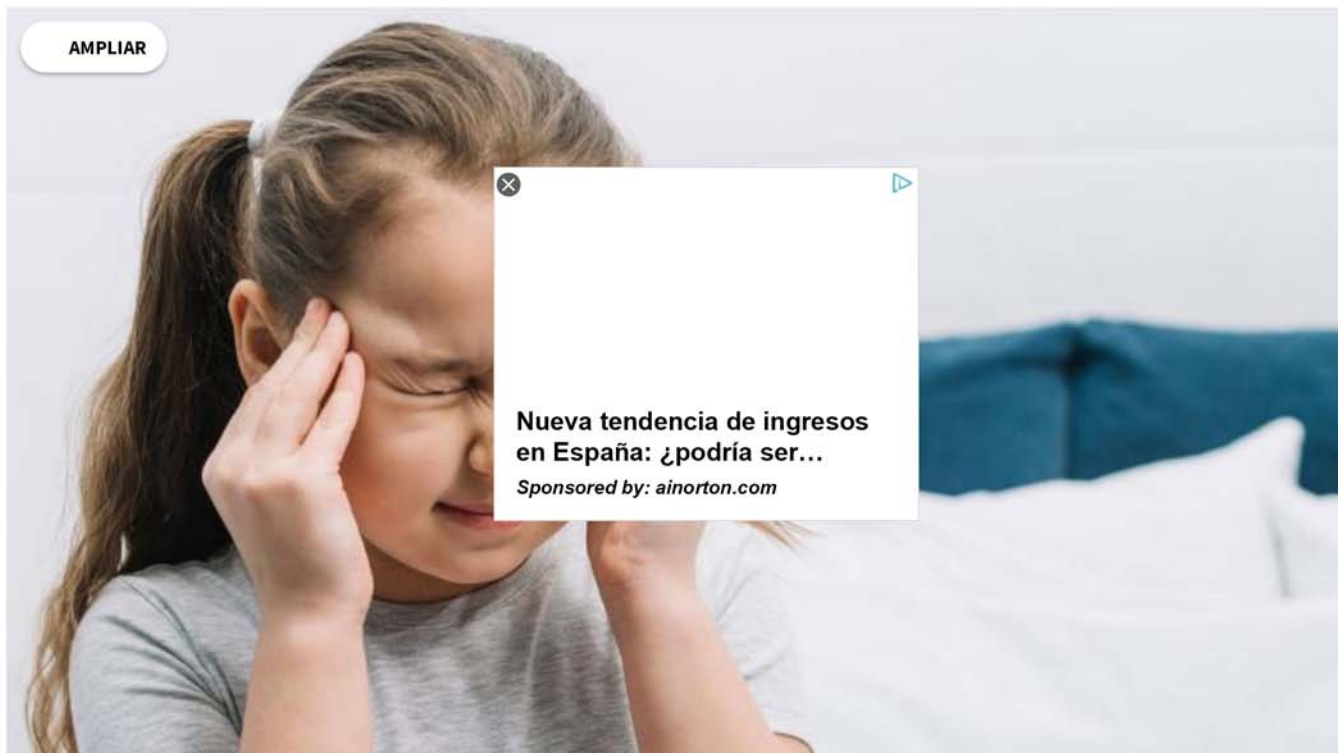 AMPLIAR
Nueva tendencia de ingresos
en España: ¿podría ser...
Sponsored by: ainorton.com